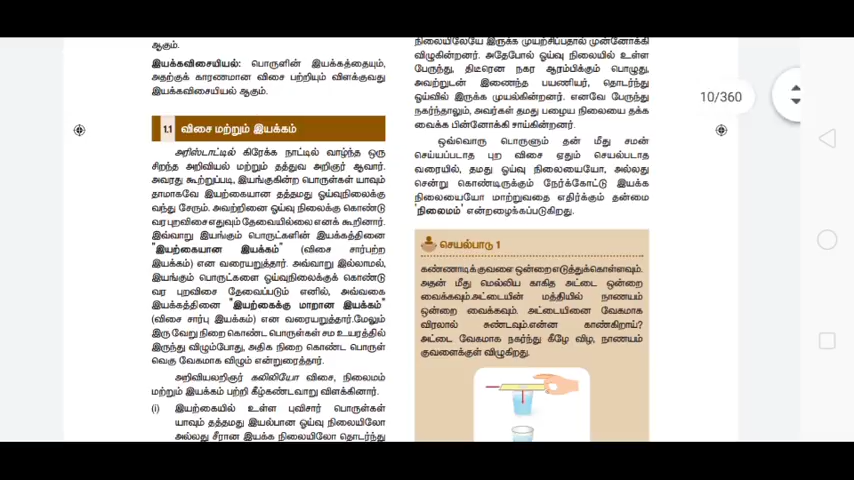 ஆகும்.
இயக்கவிசையியல்: பொருளின் இயக்கத்தையும்,
அதற்குக் காரணமான விசை பற்றியும் விளக்குவது
இயக்கவிசையியல் ஆகும்.
1.1 விசை மற்றும் இயக்கம்
அரிஸ்டாட்டில் கிரேக்க நாட்டில் வாழ்ந்த ஒரு
சிறந்த அறிவியல் மற்றும் தத்துவ அறிஞர் ஆவார்.
அவரது கூற்றுப்படி, இயங்குகின்ற பொருள்கள் யாவும்
தாமாகவே இயற்கையான தத்தமது ஓய்வுநிலைக்கு
வந்து சேரும். அவற்றினை ஓய்வு நிலைக்கு கொண்டு
வர புறவிசை எதுவும் தேவையில்லை எனக் கூறினார்.
இவ்வாறு இயங்கும் பொருட்களின் இயக்கத்தினை
"இயற்கையான இயக்கம்" (விசை சார்பற்ற
இயக்கம்) என வரையறுத்தார். அவ்வாறு இல்லாமல்,
இயங்கும் பொருட்களை ஓய்வுநிலைக்குக் கொண்டு
வர புறவிசை தேவைப்படும் எனில், அவ்வகை
இயக்கத்தினை "இயற்கைக்கு மாறான இயக்கம்"
(விசை சார்பு இயக்கம்) என வரையறுத்தார்.மேலும்
இரு வேறு நிறை கொண்ட பொருள்கள் சம உயரத்தில்
இருந்து விழும்போது, அதிக நிறை கொண்ட பொருள்
வெகு வேகமாக விழும் என்றுரைத்தார்.
அறிவியலறிஞர் கலிலியோ விசை, நிலைமம்
மற்றும் இயக்கம் பற்றி கீழ்கண்டவாறு விளக்கினார்.
(i) இயற்கையில் உள்ள புவிசார் பொருள்கள்
யாவும் தத்தமது இயல்பான ஓய்வு நிலையிலோ
அல்லது சீரான இயக்க நிலையிலோ தொடர்ந்து
நிலையிலேயே இருக்க முயற்சிப்பதால் முன்னோக்கி
விழுகின்றனர். அதேபோல் ஓய்வு நிலையில் உள்ள
பேருந்து, திடீரென நகர ஆரம்பிக்கும் பொழுது,
அவற்றுடன் இணைந்த பயணியர், தொடர்ந்து
ஓய்வில் இருக்க முயல்கின்றனர். எனவே பேருந்து
நகர்ந்தாலும், அவர்கள் தமது பழைய நிலையை தக்க
வைக்க பின்னோக்கி சாய்கின்றனர்.
ஒவ்வொரு பொருளும் தன் மீது சமன்
செய்யப்படாத புற விசை ஏதும் செயல்படாத
வரையில், தமது ஓய்வு நிலையையோ, அல்லது
சென்று கொண்டிருக்கும் நேர்க்கோட்டு இயக்க
நிலையையோ மாற்றுவதை எதிர்க்கும் தன்மை
'நிலைமம்' என்றழைக்கப்படுகிறது.
செயல்பாடு 1
கண்ணாடிக்குவளை ஒன்றை எடுத்துக்கொள்ளவும்.
அதன் மீது மெல்லிய காகித அட்டை ஒன்றை
வைக்கவும்.அட்டையின் மத்தியில் நாணயம்
ஒன்றை வைக்கவும். அட்டையினை வேகமாக
விரலால் சுண்டவும்.என்ன காண்கிறாய்?
அட்டை வேகமாக நகர்ந்து கீழே விழ, நாணயம்
குவளைக்குள் விழுகிறது.
10/360